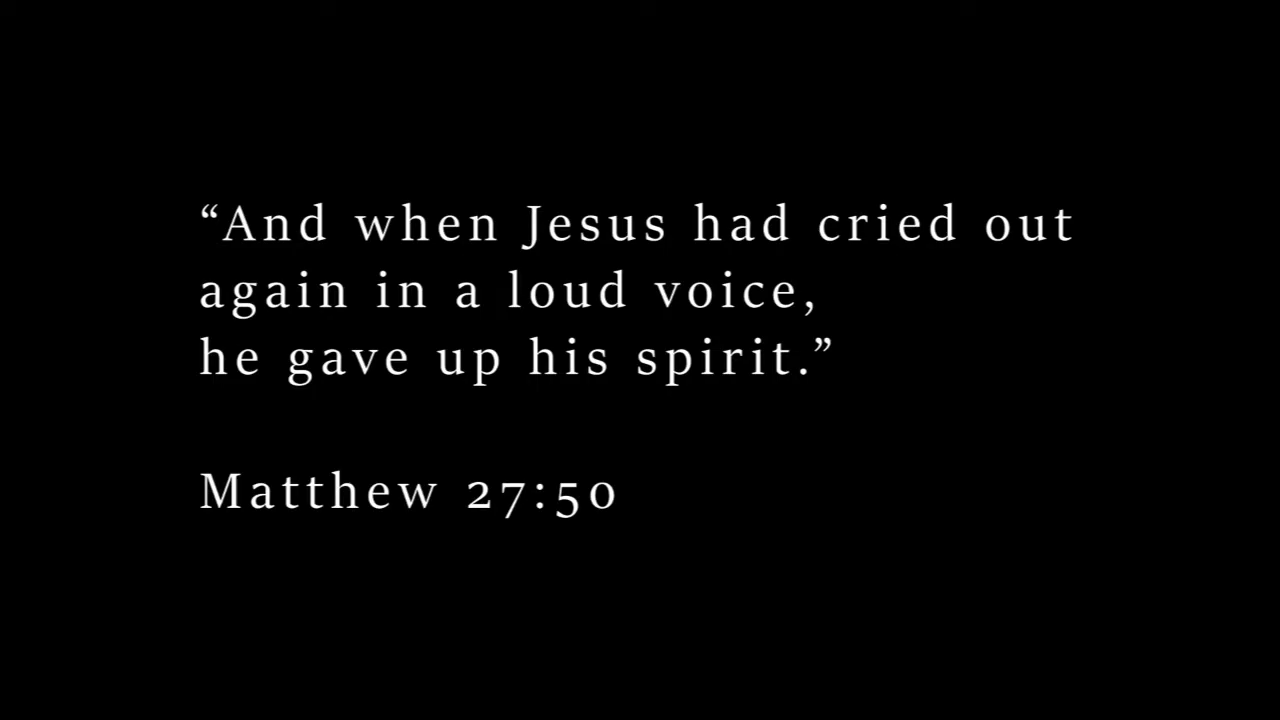 “And when Jesus had cried out
again in a loud voice,
he gave up his spirit.”
Matthew 27:50